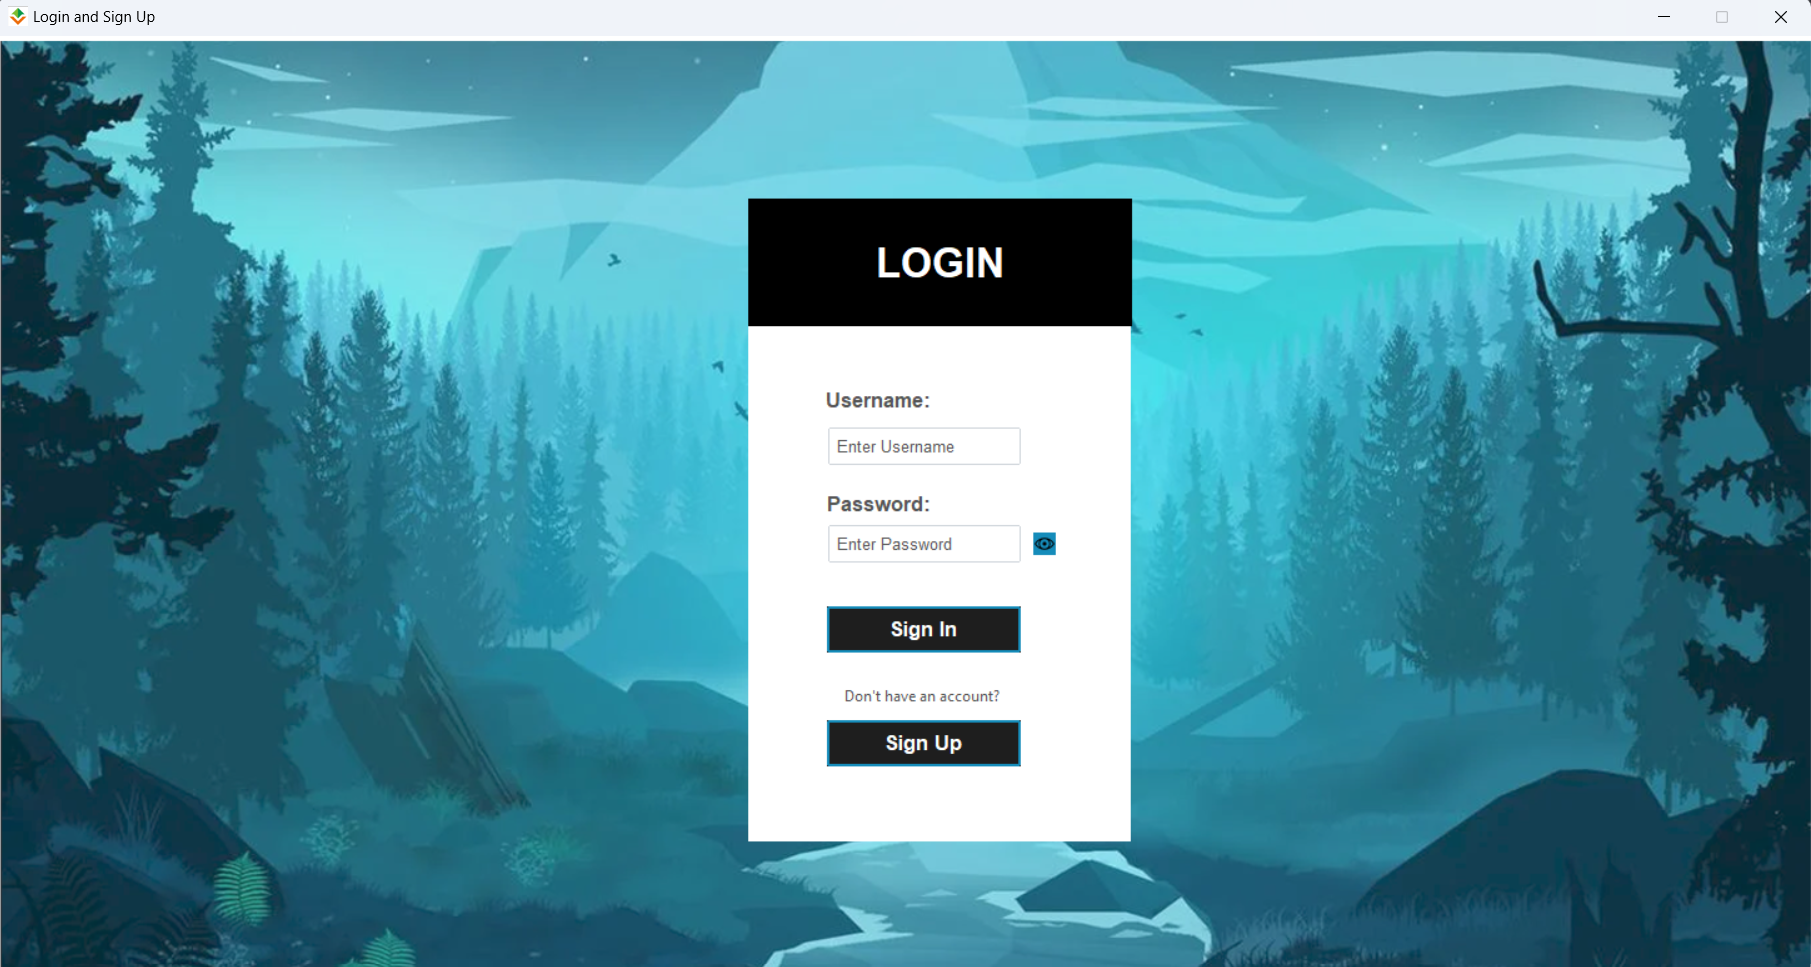 Login and Sign Up
LOGIN
Username:
Enter Username
Password:
Enter Password
Sign In
Don't have an account?
Sign Up